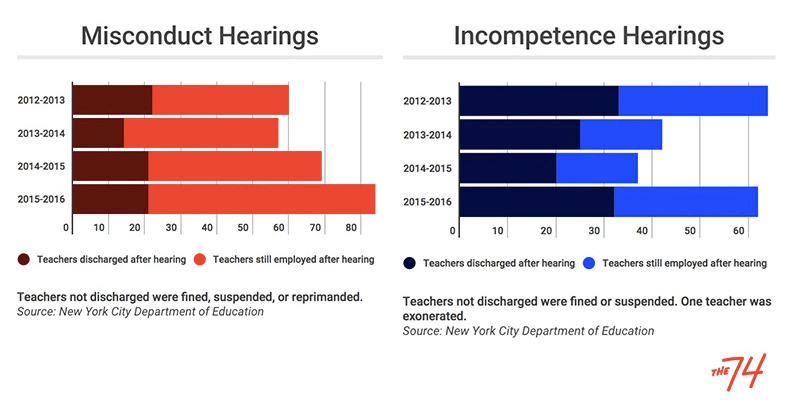 Misconduct Hearings
2012-2013
2013-2014
2014-2015
2015-2016
0 10 20 30 40 50 60 70 80
Teachers discharged after hearing Teachers still employed after hearing
Teachers not discharged were fined, suspended, or reprimanded.
Source: New York City Department of Education
Incompetence Hearings
2012-2013
2013-2014
2014-2015
2015-2016
0 10 20 30 40 50 60
Teachers discharged after hearing Teachers still employed after hearing
Teachers not discharged were fined or suspended. One teacher was
exonerated.
Source: New York City Department of Education
THE 74